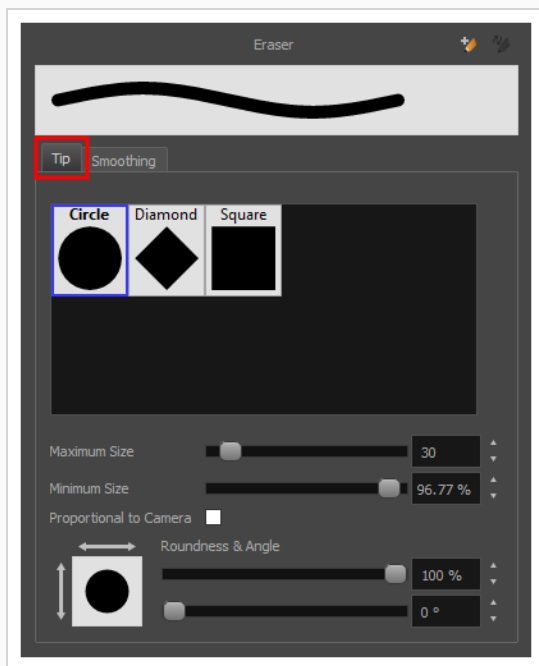 Eraser
Tip Smoothing
Circle Diamond Square
Maximum Size 30
Minimum Size 96.77 %
Proportional to Camera
Roundness & Angle
100 %
0 °